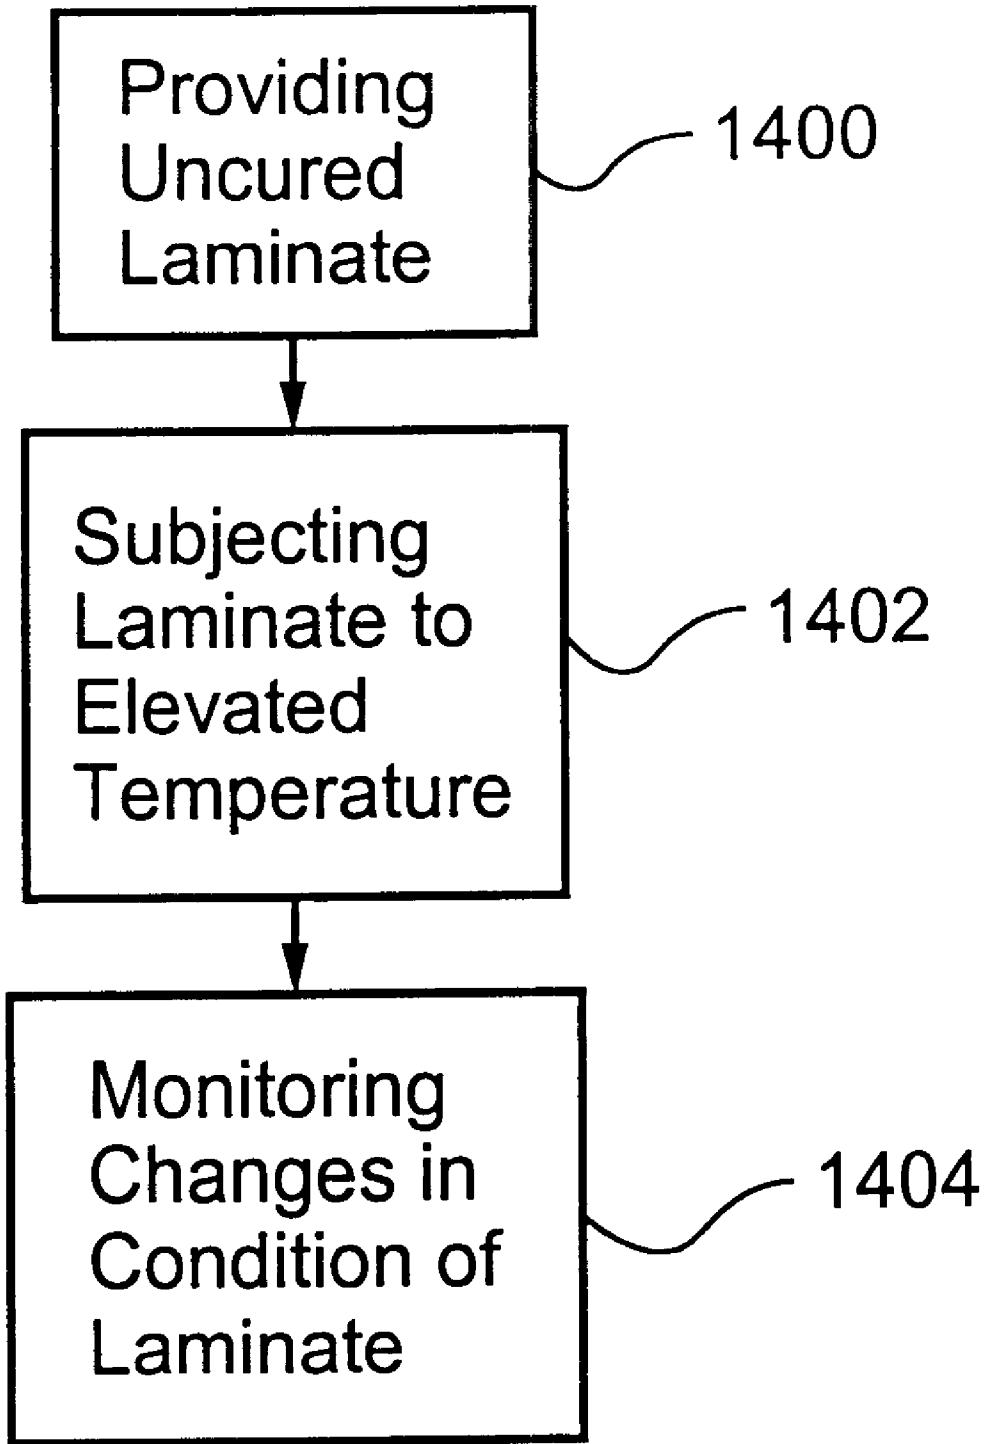 Providing
Uncured
Laminate
1400
Subjecting
Laminate to
Elevated
Temperature
1402
Monitoring
Changes in
Condition of
Laminate
1404